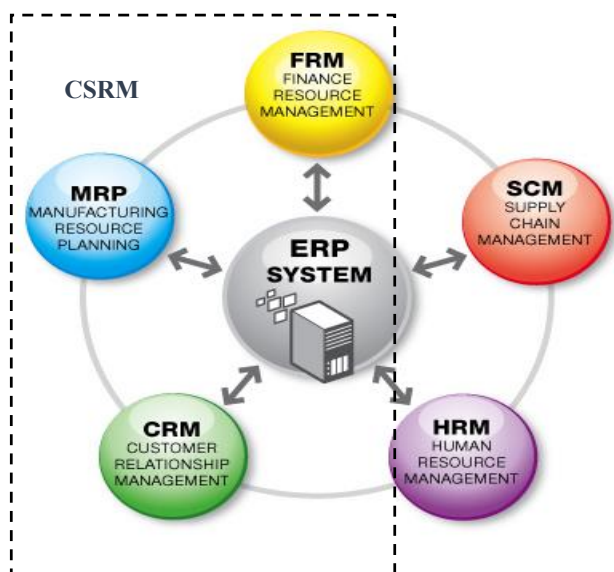 CSRM
FRM
FINANCE
RESOURCE
MANAGEMENT
MRP
MANUFACTURING
RESOURCE
PLANNING
SCM
SUPPLY
CHAIN
MANAGEMENT
ERP
SYSTEM
CRM
CUSTOMER
RELATIONSHIP
MANAGEMENT
HRM
HUMAN
RESOURCE
MANAGEMENT